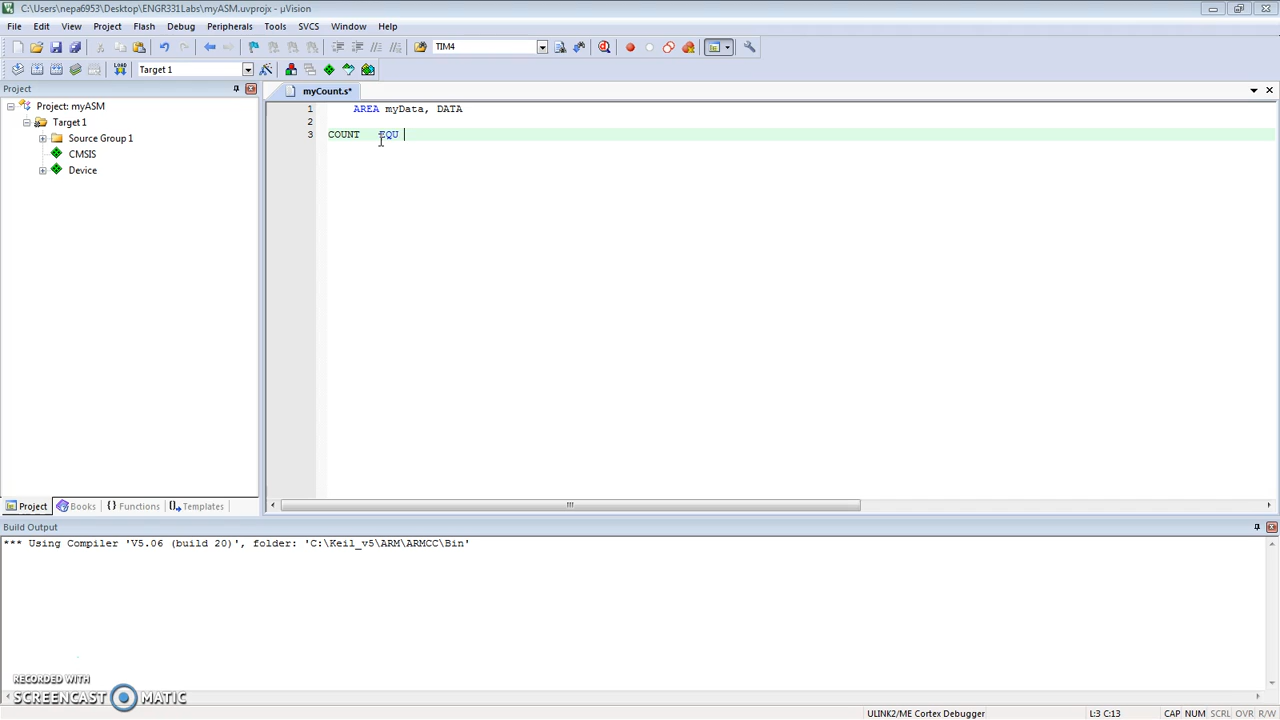 C:\Users\nepa6953\Desktop\ENGR331Labs\myASM.uvprojx - µVision
File Edit View Project Flash Debug Peripherals Tools SVCS Window Help
TIM4
LOAD Target 1
Project
myCount.s*
Project: myASM
Target 1
Source Group 1
CMSIS
Device
1 AREA myData, DATA
2
3 COUNT EQU
Project Books {} Functions Templates
Build Output
*** Using Compiler 'V5.06 (build 20)', folder: 'C:\Keil_v5\ARM\ARMCC\Bin'
RECORDED WITH
SCREENCAST MATIC
ULINK2/ME Cortex Debugger L:3 C:13 CAP NUM SCRL OVR R/W